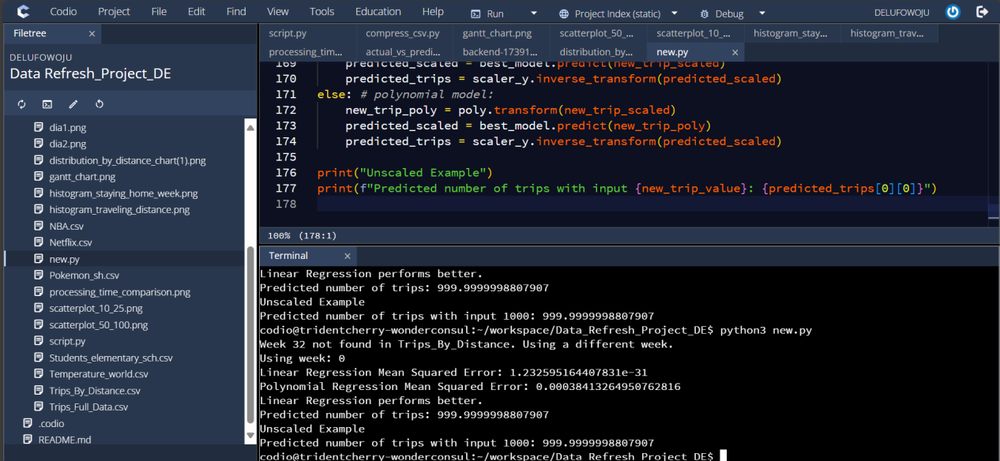 Codio Project File Edit Find View Tools Education Help Run Project Index (static) Debug DELUFOWOJU
Filetree
DELUFOWOJU
Data Refresh_Project_DE
dia1.png
dia2.png
distribution_by_distance_chart(1).png
gantt_chart.png
histogram_staying_home_week.png
histogram_traveling_distance.png
NBA.csv
Netflix.csv
new.py
Pokemon_sh.csv
processing_time_comparison.png
scatterplot_10_25.png
scatterplot_50_100.png
script.py
Students_elementary_sch.csv
Temperature_world.csv
Trips_By_Distance.csv
Trips_Full_Data.csv
.codio
README.md
script.py compress_csv.py gantt_chart.png scatterplot_50_... scatterplot_10_... histogram_stay... histogram_trav...
processing_tim... actual_vs_predi... backend-17391... distribution_by... new.py
169 predicted_scaled = best_model.predict(new_trip_scaled)
170 predicted_trips = scaler_y.inverse_transform(predicted_scaled)
171 else: # polynomial model:
172 new_trip_poly = poly.transform(new_trip_scaled)
173 predicted_scaled = best_model.predict(new_trip_poly)
174 predicted_trips = scaler_y.inverse_transform(predicted_scaled)
175
176 print("Unscaled Example")
177 print(f"Predicted number of trips with input {new_trip_value}: {predicted_trips[0][0]}")
178
100% (178:1)
Terminal
Linear Regression performs better.
Predicted number of trips: 999.9999998807907
Unscaled Example
Predicted number of trips with input 1000: 999.9999998807907
codio@tridentcherry-wonderconsul:~/workspace/Data_Refresh_Project_DE$ python3 new.py
Week 32 not found in Trips_By_Distance. Using a different week.
Using week: 0
Linear Regression Mean Squared Error: 1.232595164407831e-31
Polynomial Regression Mean Squared Error: 0.00038413264950762816
Linear Regression performs better.
Predicted number of trips: 999.9999998807907
Unscaled Example
Predicted number of trips with input 1000: 999.9999998807907
codio@tridentcherry-wonderconsul:~/workspace/Data_Refresh_Project_DE$